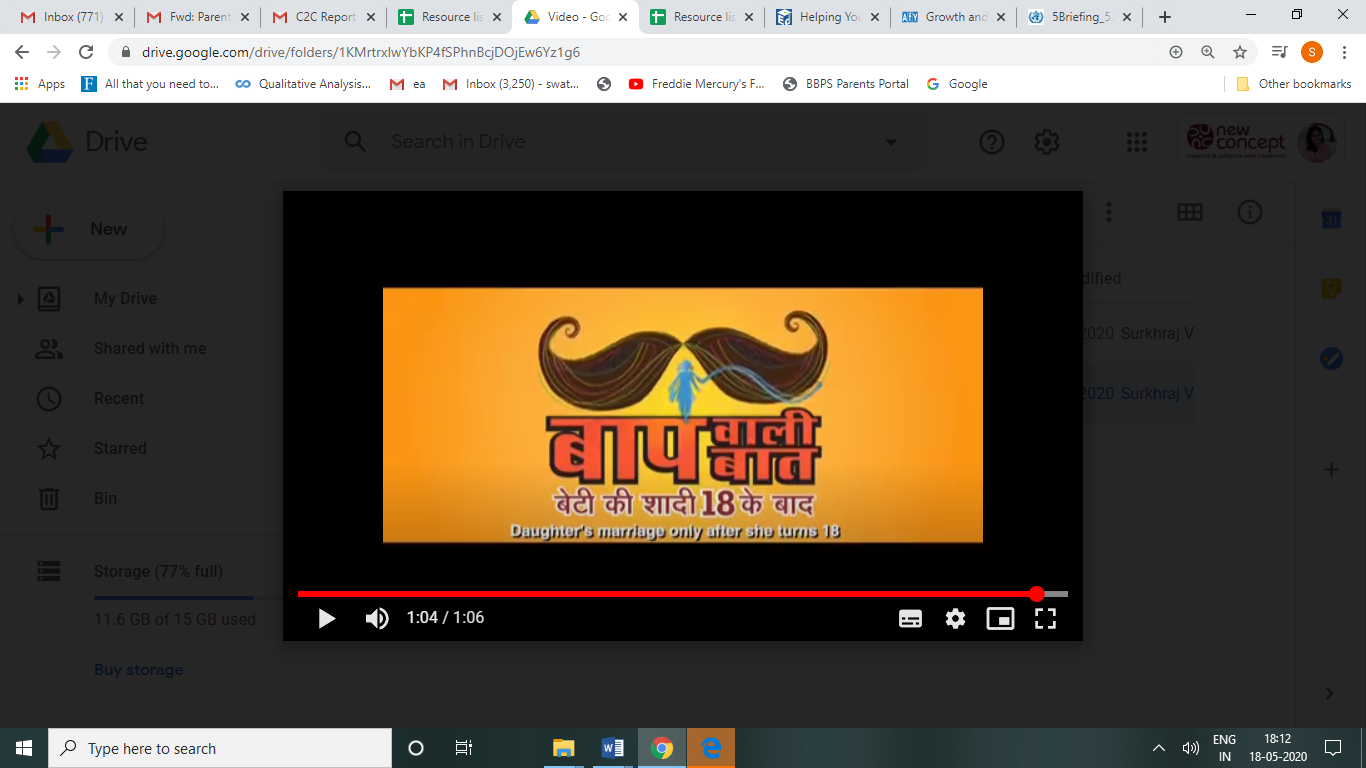 Inbox (771)
Fwd: Parent
C2C Report
Resource lis
Video - Goo
Resource lis
Helping You
AFY Growth and
5Briefing_5.
drive.google.com/drive/folders/1KMrtrxIwYbKP4fSPhnBcjDOjEw6Yz1g6
S
Apps
All that you need to...
Qualitative Analysis...
ea
Inbox (3,250) - swat...
Freddie Mercury's F...
BBPS Parents Portal
Google
Other bookmarks
Drive
Search in Drive
new concept
New
My Drive
Shared with me
Recent
Starred
Bin
Storage (77% full)
11.6 GB of 15 GB used
Buy storage
dified
2020 Surkhraj V
2020 Surkhraj V
31
बाप वाली बात
बेटी की शादी 18 के बाद
Daughter's marriage only after she turns 18
1:04 / 1:06
Type here to search
ENG
IN
18:12
18-05-2020